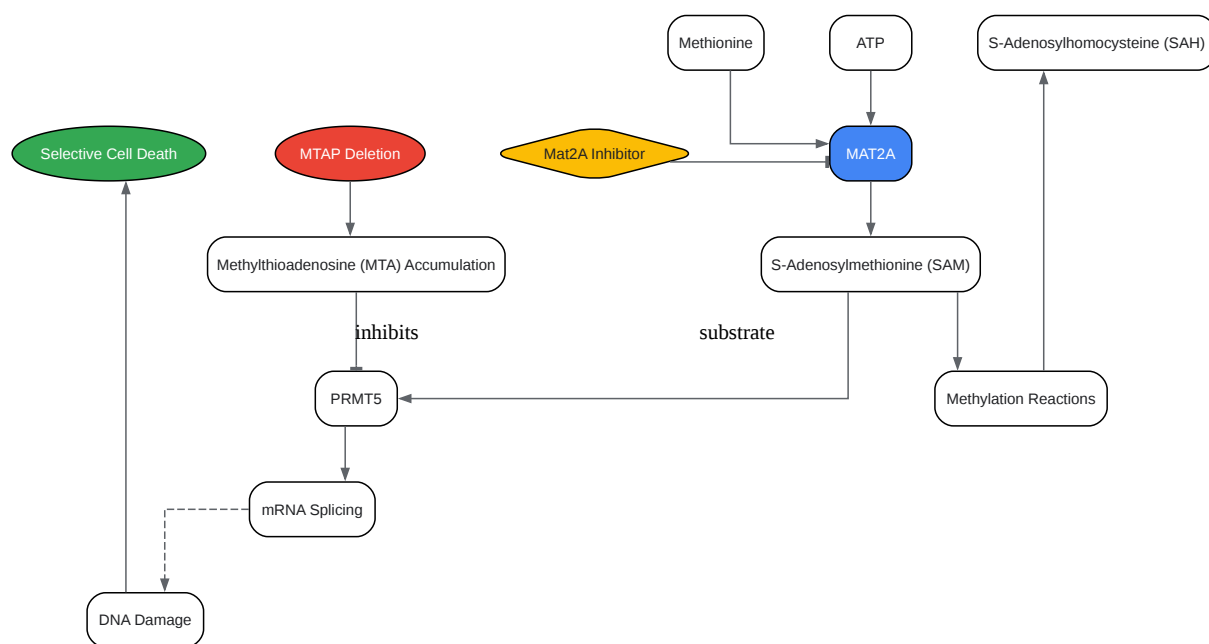 Methionine
ATP
S-Adenosylhomocysteine (SAH)
Selective Cell Death
MTAP Deletion
Mat2A Inhibitor
MAT2A
Methylthioadenosine (MTA) Accumulation
S-Adenosylmethionine (SAM)
inhibits
substrate
PRMT5
Methylation Reactions
mRNA Splicing
DNA Damage